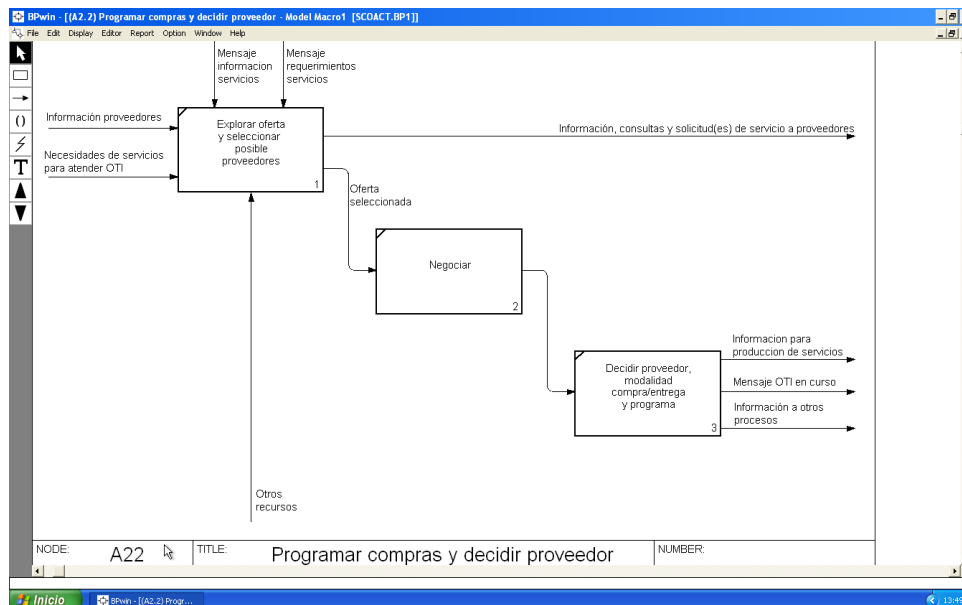 BPwin - [(A2.2) Programar compras y decidir proveedor - Model Macro1 [SCOACT.BP1]]
File Edit Display Editor Report Option Window Help
Mensaje
informacion
servicios
Mensaje
requerimientos
servicios
Información proveedores
Necesidades de servicios
para atender OTI
Explorar oferta
y seleccionar
posible
proveedores
1
Información, consultas y solicitud(es) de servicio a proveedores
Oferta
seleccionada
Negociar
2
Decidir proveedor,
modalidad
compra/entrega
y programa
3
Informacion para
produccion de servicios
Mensaje OTI en curso
Información a otros
procesos
Otros
recursos
NODE:
A22
TITLE:
Programar compras y decidir proveedor
NUMBER:
Inicio
BPwin - [(A2.2) Progr...
13:49
T
()